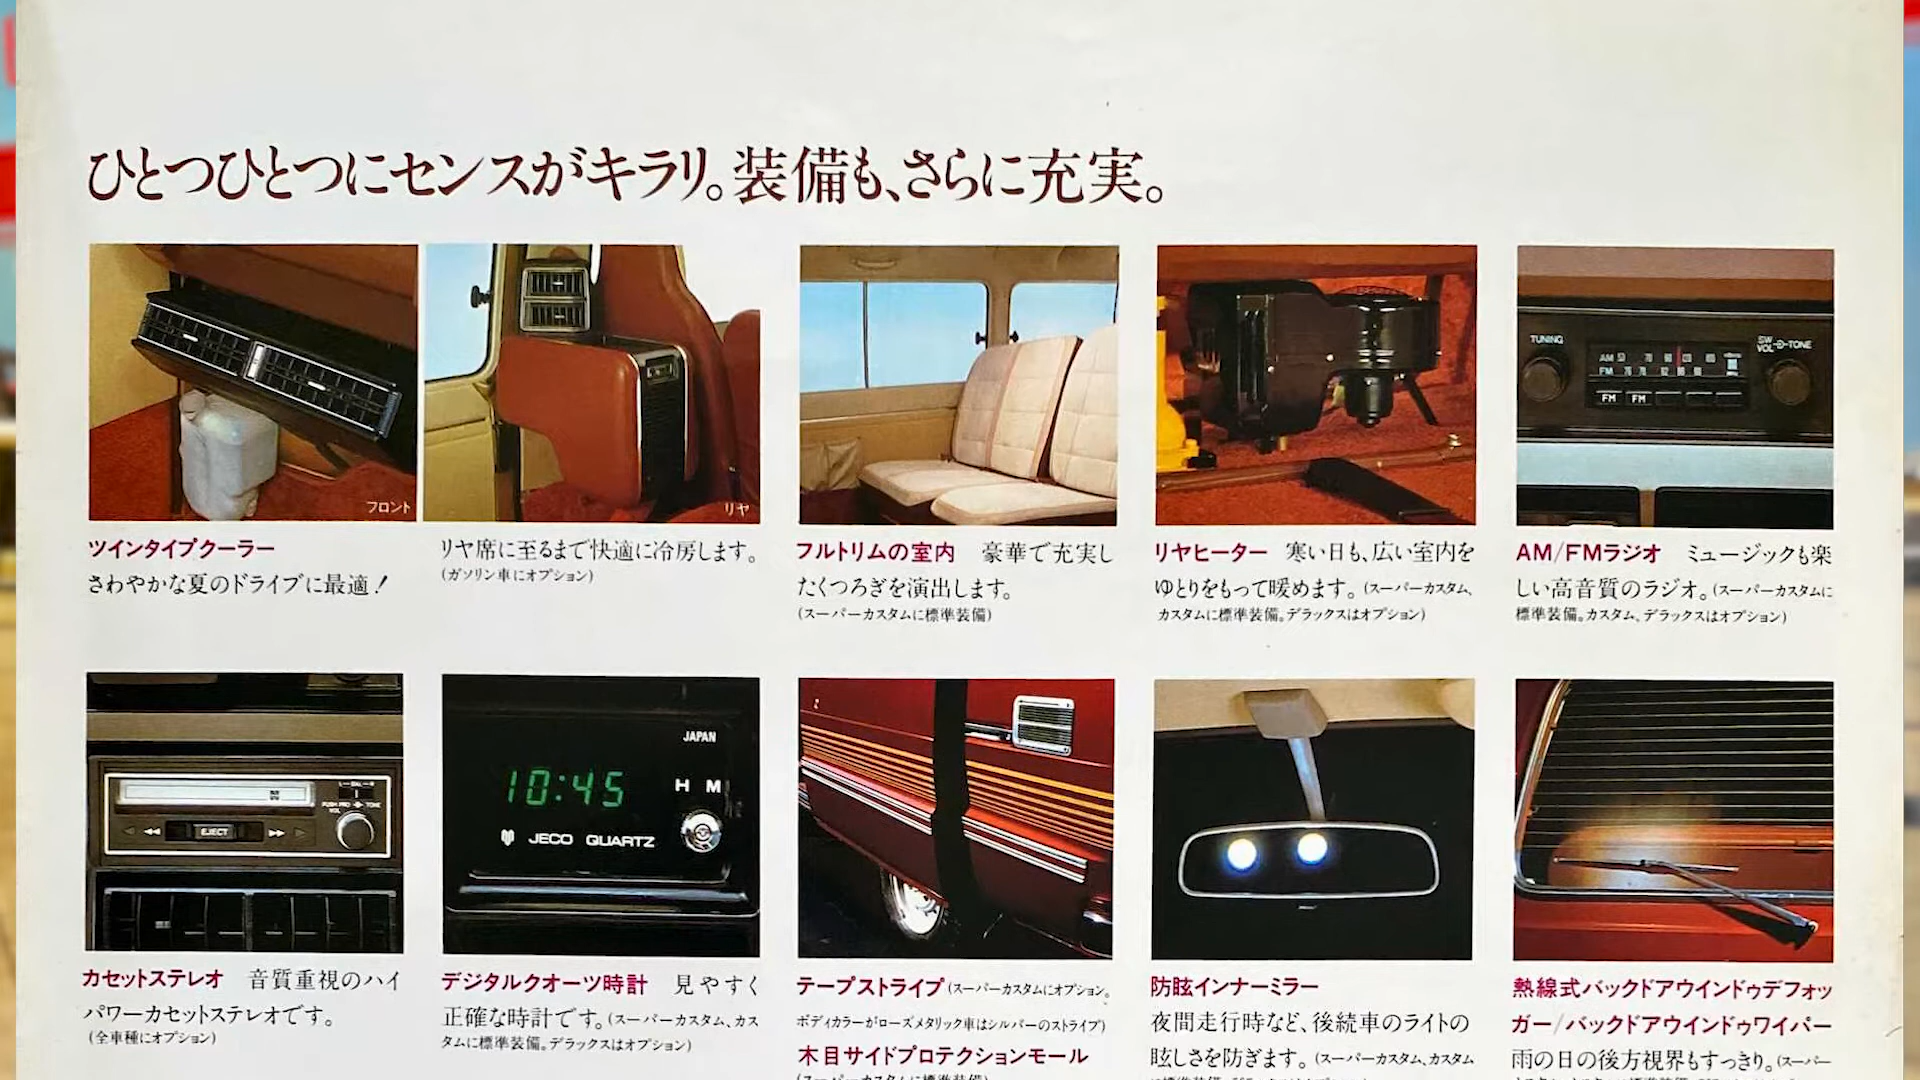 ひとつひとつにセンスがキラリ。装備も、さらに充実。
フロント
リヤ
ツインタイプクーラー
さわやかな夏のドライブに最適!
リヤ席に至るまで快適に冷房します。
(ガソリン車にオプション)
フルトリムの室内 豪華で充実し
たくつろぎを演出します。
(スーパーカスタムに標準装備)
リヤヒーター 寒い日も、広い室内を
ゆとりをもって暖めます。(スーパーカスタム、
カスタムに標準装備。デラックスはオプション)
TUNING
SW
VOL TONE
AM
FM
FM FM
AM/FMラジオ ミュージックも楽
しい高音質のラジオ。(スーパーカスタムに
標準装備。カスタム、デラックスはオプション)
EJECT
カセットステレオ 音質重視のハイ
パワーカセットステレオです。
(全車種にオプション)
JAPAN
10:45
H M
JECO QUARTZ
デジタルクオーツ時計 見やすく
正確な時計です。(スーパーカスタム、カス
タムに標準装備。デラックスはオプション)
テープストライプ(スーパーカスタムにオプション。
ボディカラーがローズメタリック車はシルバーのストライプ)
木目サイドプロテクションモール
(スーパーカスタムに標準装備)
防眩インナーミラー
夜間走行時など、後続車のライトの
眩しさを防ぎます。(スーパーカスタム、カスタム
熱線式バックドアウインドゥデフォッ
ガー/バックドアウインドゥワイパー
雨の日の後方視界もすっきり。(スーパー